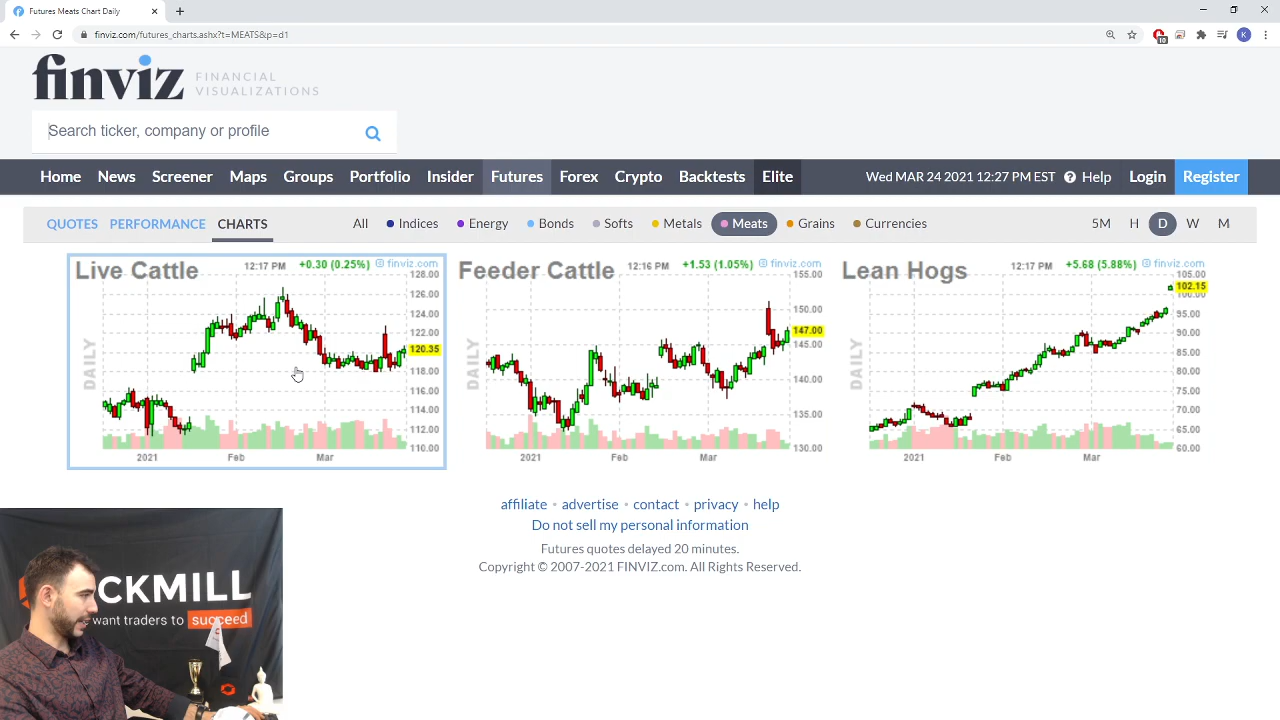 Futures Meats Chart Daily
finviz.com/futures_charts.ashx?t=MEATS&p=d1
10
K
finviz FINANCIAL VISUALIZATIONS
Search ticker, company or profile
Home News Screener Maps Groups Portfolio Insider Futures Forex Crypto Backtests Elite Wed MAR 24 2021 12:27 PM EST Help Login Register
QUOTES PERFORMANCE CHARTS All Indices Energy Bonds Softs Metals Meats Grains Currencies 5M H D W M
Live Cattle 12:17 PM +0.30 (0.25%) © finviz.com
128.00
126.00
124.00
122.00
120.35
118.00
116.00
114.00
112.00
110.00
DAILY
2021 Feb Mar
Feeder Cattle 12:16 PM +1.53 (1.05%) © finviz.com
155.00
150.00
147.00
145.00
140.00
135.00
130.00
DAILY
2021 Feb Mar
Lean Hogs 12:17 PM +5.68 (5.88%) © finviz.com
105.00
102.15
100.00
95.00
90.00
85.00
80.00
75.00
70.00
65.00
60.00
DAILY
2021 Feb Mar
affiliate • advertise • contact • privacy • help
Do not sell my personal information
Futures quotes delayed 20 minutes.
Copyright © 2007-2021 FINVIZ.com. All Rights Reserved.
CKMILL
want traders to succeed